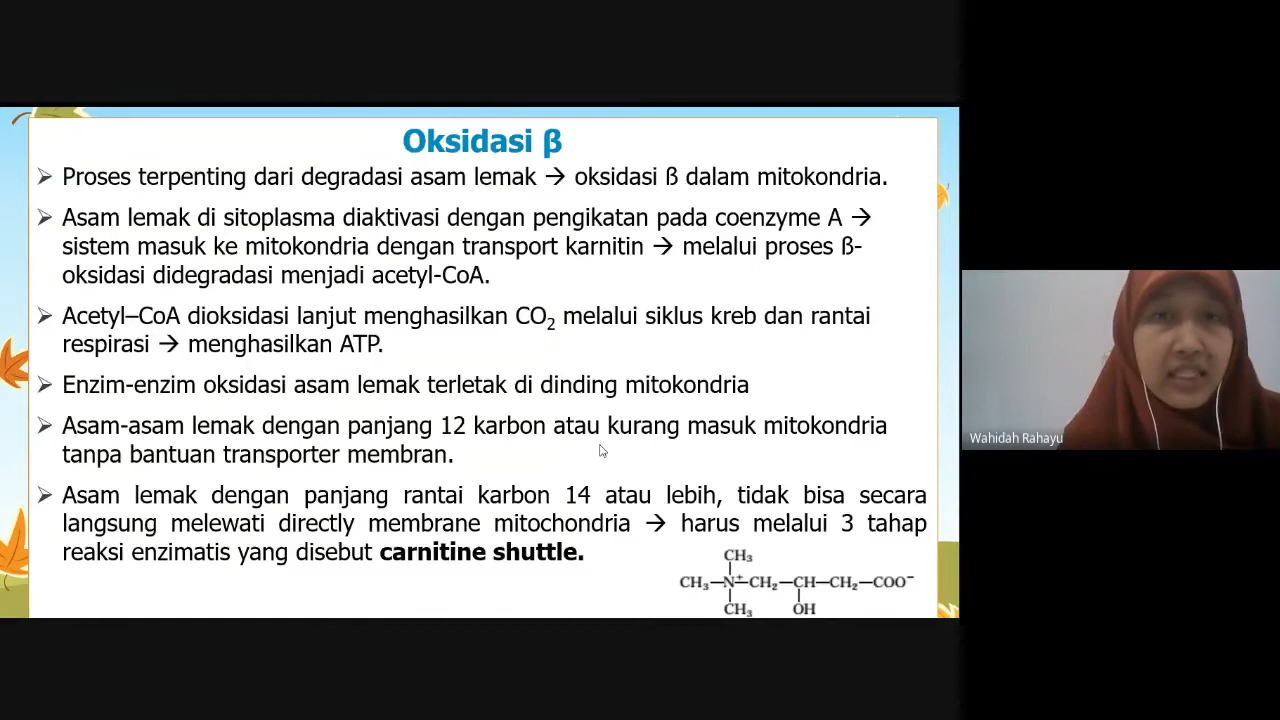 Oksidasi β
➢ Proses terpenting dari degradasi asam lemak → oksidasi ß dalam mitokondria.
➢ Asam lemak di sitoplasma diaktivasi dengan pengikatan pada coenzyme A →
sistem masuk ke mitokondria dengan transport karnitin → melalui proses ß-
oksidasi didegradasi menjadi acetyl-CoA.
➢ Acetyl–CoA dioksidasi lanjut menghasilkan CO₂ melalui siklus kreb dan rantai
respirasi → menghasilkan ATP.
➢ Enzim-enzim oksidasi asam lemak terletak di dinding mitokondria
➢ Asam-asam lemak dengan panjang 12 karbon atau kurang masuk mitokondria
tanpa bantuan transporter membran.
➢ Asam lemak dengan panjang rantai karbon 14 atau lebih, tidak bisa secara
langsung melewati directly membrane mitochondria → harus melalui 3 tahap
reaksi enzimatis yang disebut carnitine shuttle.
CH₃
CH₃—N⁺—CH₂—CH—CH₂—COO⁻
CH₃ OH
Wahidah Rahayu